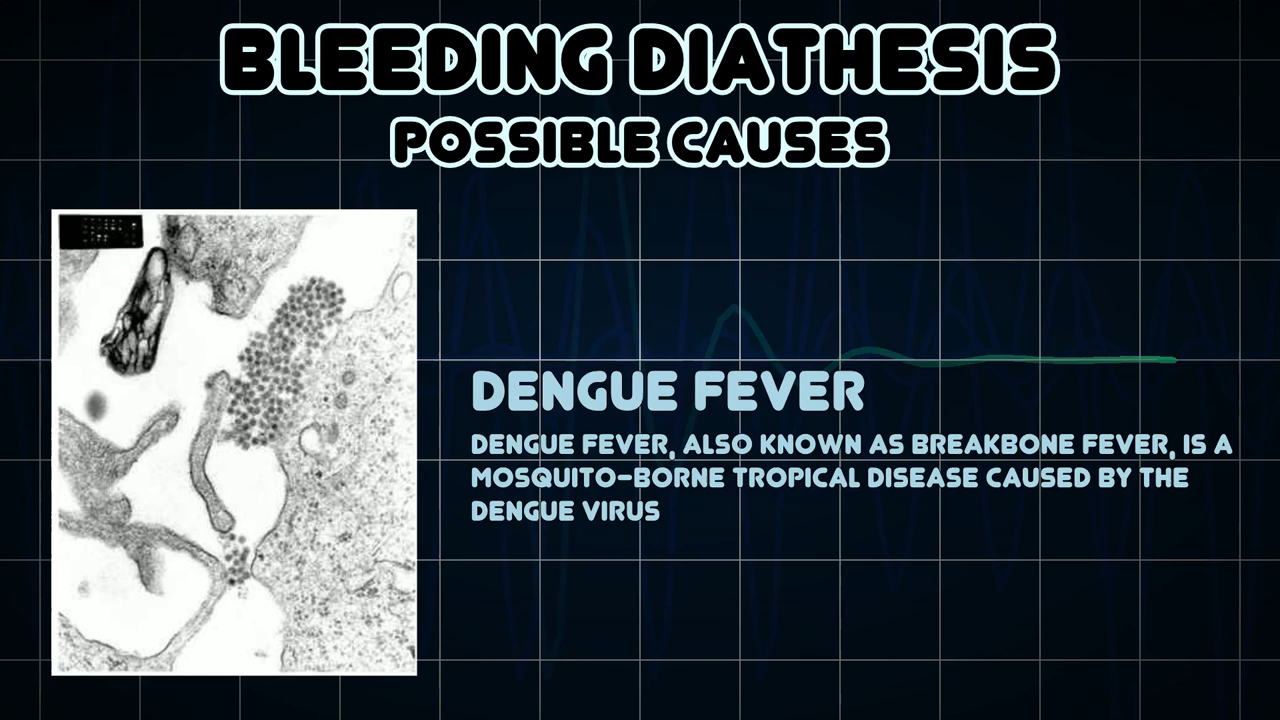 BLEEDING DIATHESIS
POSSIBLE CAUSES
DENGUE FEVER
DENGUE FEVER, ALSO KNOWN AS BREAKBONE FEVER, IS A
MOSQUITO-BORNE TROPICAL DISEASE CAUSED BY THE
DENGUE VIRUS